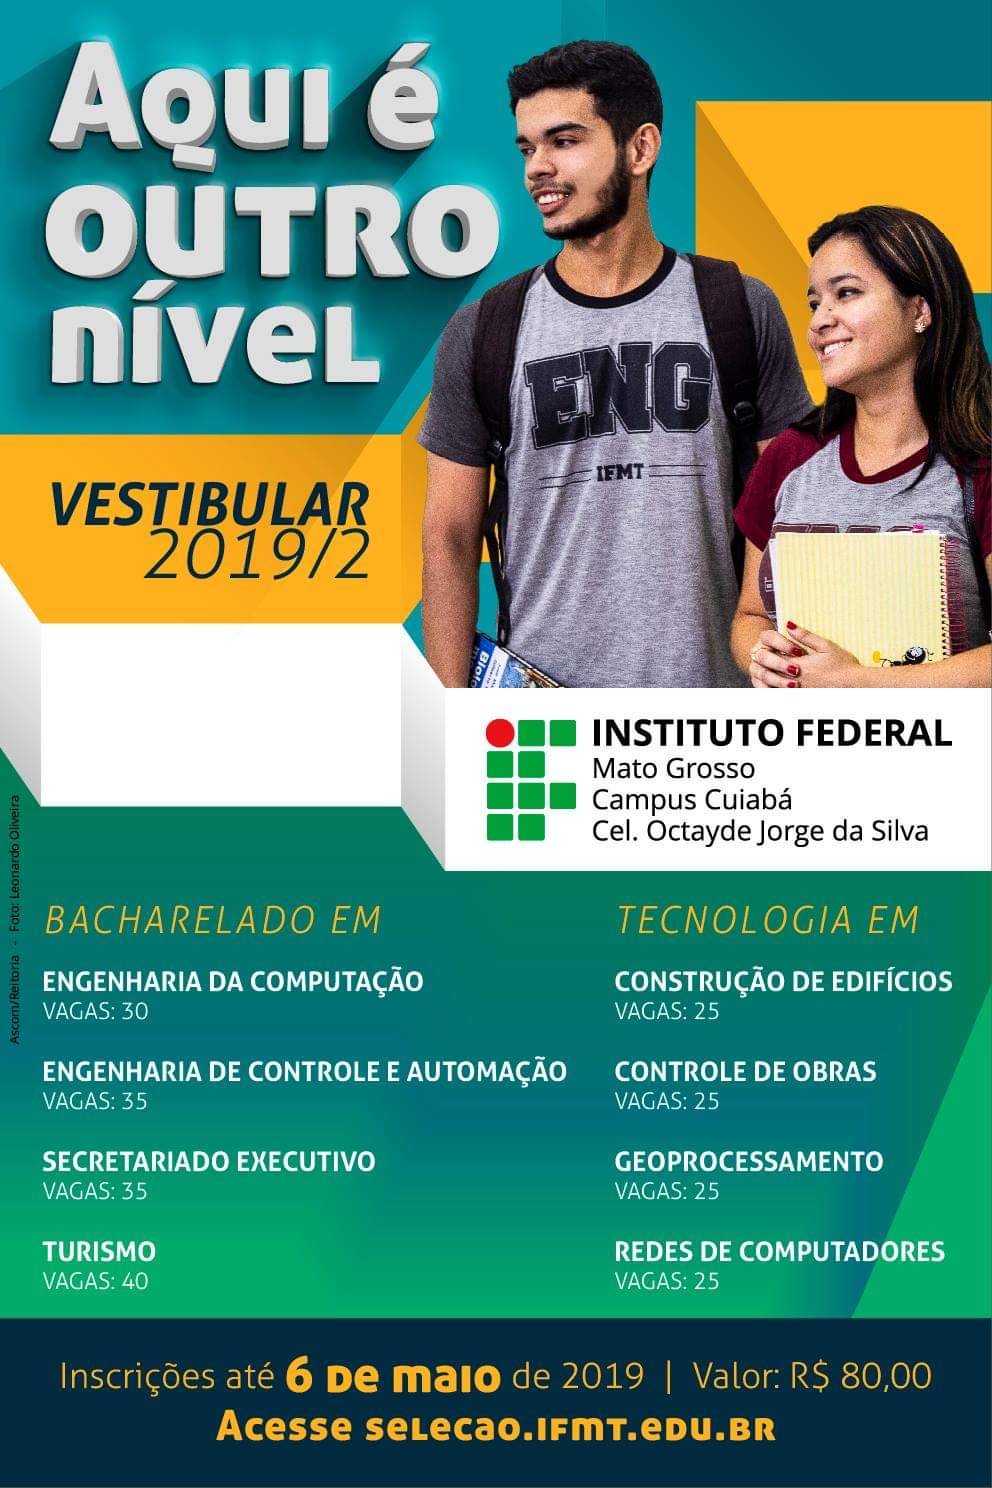 Aqui é
OUTRO
nível
VESTIBULAR
2019/2
ENG
IFMT
INSTITUTO FEDERAL
Mato Grosso
Campus Cuiabá
Cel. Octayde Jorge da Silva
Ascom/Reitoria - Foto: Leonardo Oliveira
BACHARELADO EM
ENGENHARIA DA COMPUTAÇÃO
VAGAS: 30
ENGENHARIA DE CONTROLE E AUTOMAÇÃO
VAGAS: 35
SECRETARIADO EXECUTIVO
VAGAS: 35
TURISMO
VAGAS: 40
TECNOLOGIA EM
CONSTRUÇÃO DE EDIFÍCIOS
VAGAS: 25
CONTROLE DE OBRAS
VAGAS: 25
GEOPROCESSAMENTO
VAGAS: 25
REDES DE COMPUTADORES
VAGAS: 25
Inscrições até 6 de maio de 2019 | Valor: R$ 80,00
Acesse selecao.ifmt.edu.br